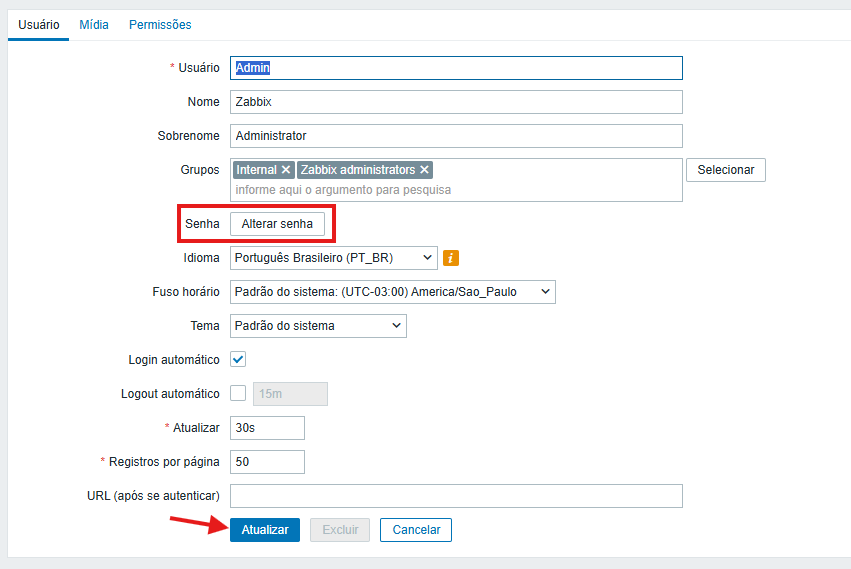 Usuário Mídia Permissões
* Usuário Admin
Nome Zabbix
Sobrenome Administrator
Grupos Internal Zabbix administrators Selecionar
informe aqui o argumento para pesquisa
Senha Alterar senha
Idioma Português Brasileiro (PT_BR) i
Fuso horário Padrão do sistema: (UTC-03:00) America/Sao_Paulo
Tema Padrão do sistema
Login automático
Logout automático 15m
* Atualizar 30s
* Registros por página 50
URL (após se autenticar)
Atualizar Excluir Cancelar